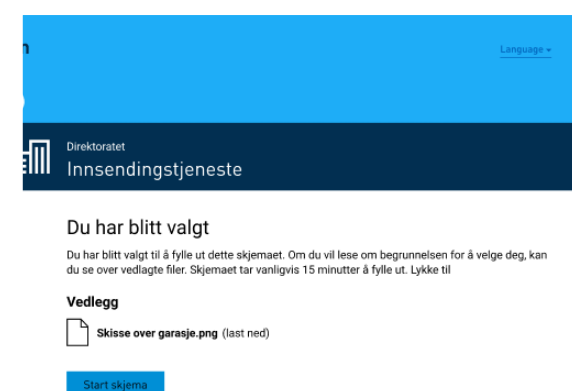 n
Language
Direktoratet
Innsendingstjeneste
Du har blitt valgt
Du har blitt valgt til å fylle ut dette skjemaet. Om du vil lese om begrunnelsen for å velge deg, kan
du se over vedlagte filer. Skjemaet tar vanligvis 15 minutter å fylle ut. Lykke til
Vedlegg
Skisse over garasje.png (last ned)
Start skjema